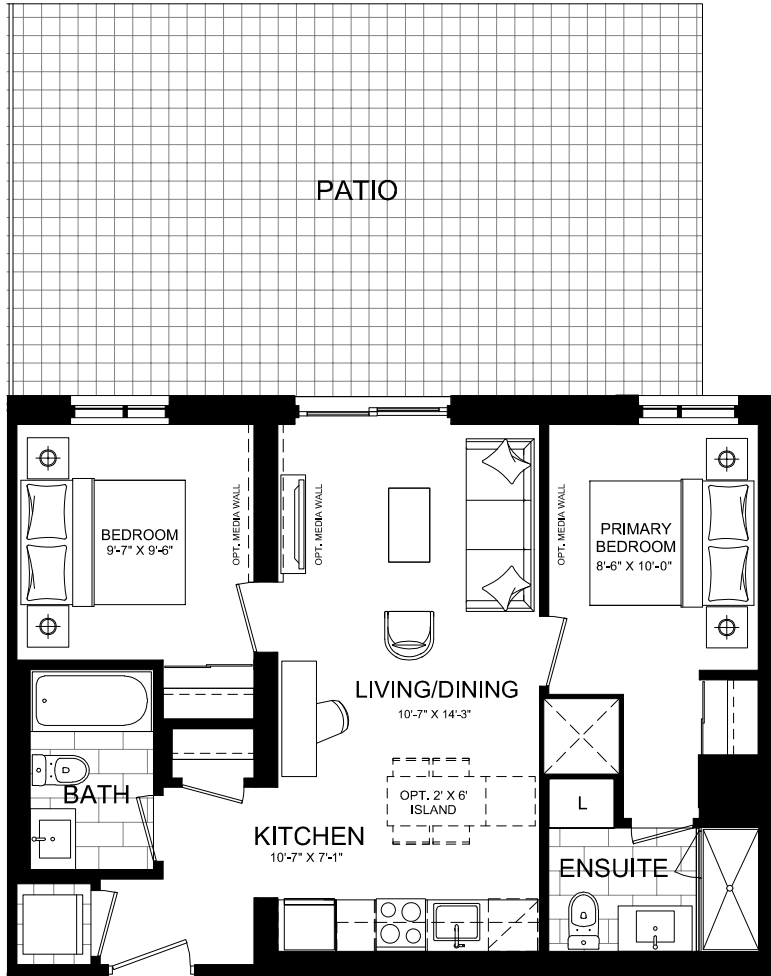 PATIO
BEDROOM
9'-7" X 9'-6"
OPT. MEDIA WALL
OPT. MEDIA WALL
OPT. MEDIA WALL
PRIMARY
BEDROOM
8'-6" X 10'-0"
LIVING/DINING
10'-7" X 14'-3"
BATH
OPT. 2' X 6'
ISLAND
L
KITCHEN
10'-7" X 7'-1"
ENSUITE